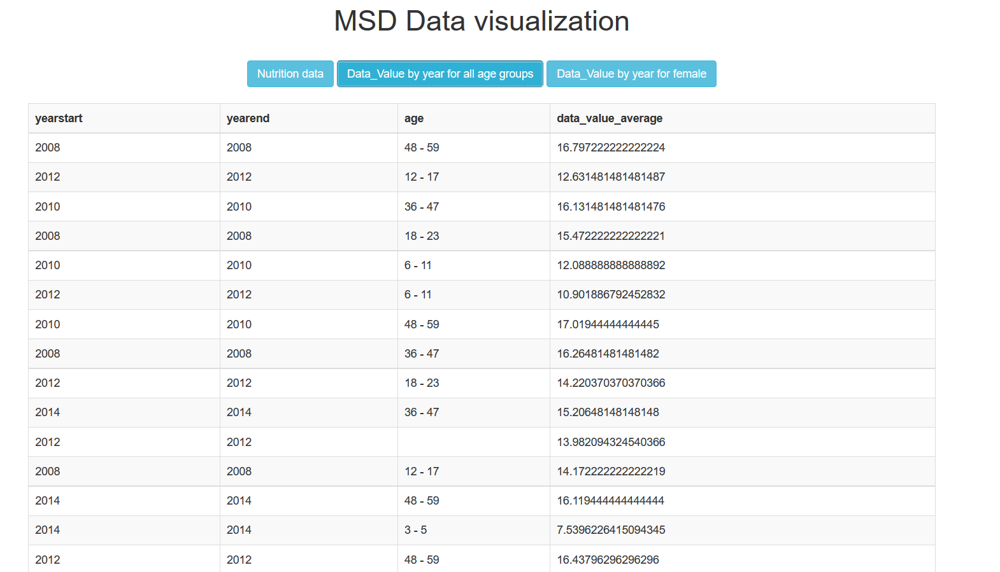 MSD Data visualization
Nutrition data Data_Value by year for all age groups Data_Value by year for female
yearstart yearend age data_value_average
2008 2008 48 - 59 16.797222222222224
2012 2012 12 - 17 12.631481481481487
2010 2010 36 - 47 16.131481481481476
2008 2008 18 - 23 15.472222222222221
2010 2010 6 - 11 12.088888888888892
2012 2012 6 - 11 10.901886792452832
2010 2010 48 - 59 17.01944444444445
2008 2008 36 - 47 16.26481481481482
2012 2012 18 - 23 14.220370370370366
2014 2014 36 - 47 15.20648148148148
2012 2012 13.982094324540366
2008 2008 12 - 17 14.172222222222219
2014 2014 48 - 59 16.119444444444444
2014 2014 3 - 5 7.5396226415094345
2012 2012 48 - 59 16.43796296296296